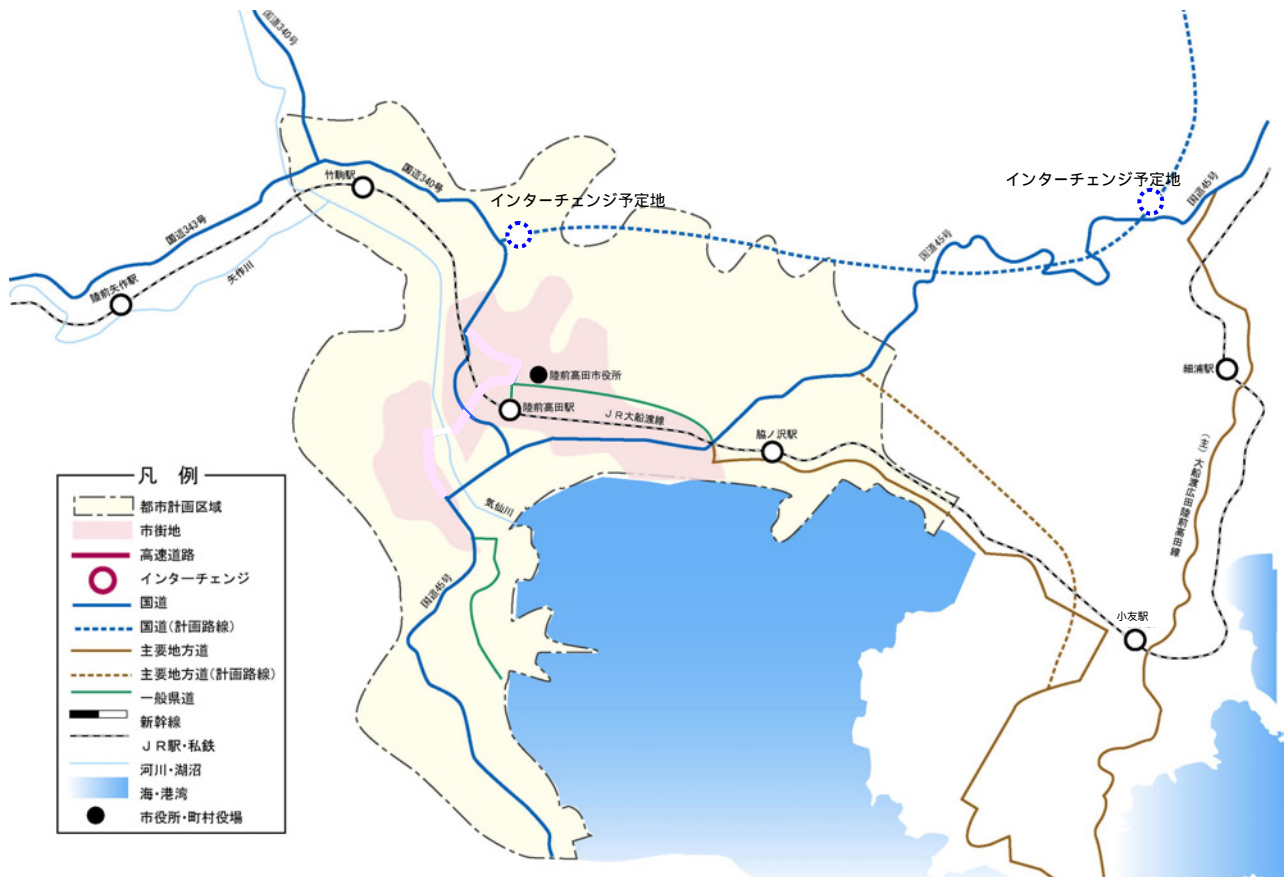 国道340号
竹駒駅
国道340号
インターチェンジ予定地
インターチェンジ予定地
国道45号
国道343号
国道45号
矢作川
陸前矢作駅
陸前高田市役所
細浦駅
陸前高田駅
JR大船渡線
脇ノ沢駅
(主)大船渡広田陸前高田線
気仙川
国道45号
小友駅
凡 例
都市計画区域
市街地
高速道路
インターチェンジ
国道
国道(計画路線)
主要地方道
主要地方道(計画路線)
一般県道
新幹線
JR駅・私鉄
河川・湖沼
海・港湾
市役所・町村役場